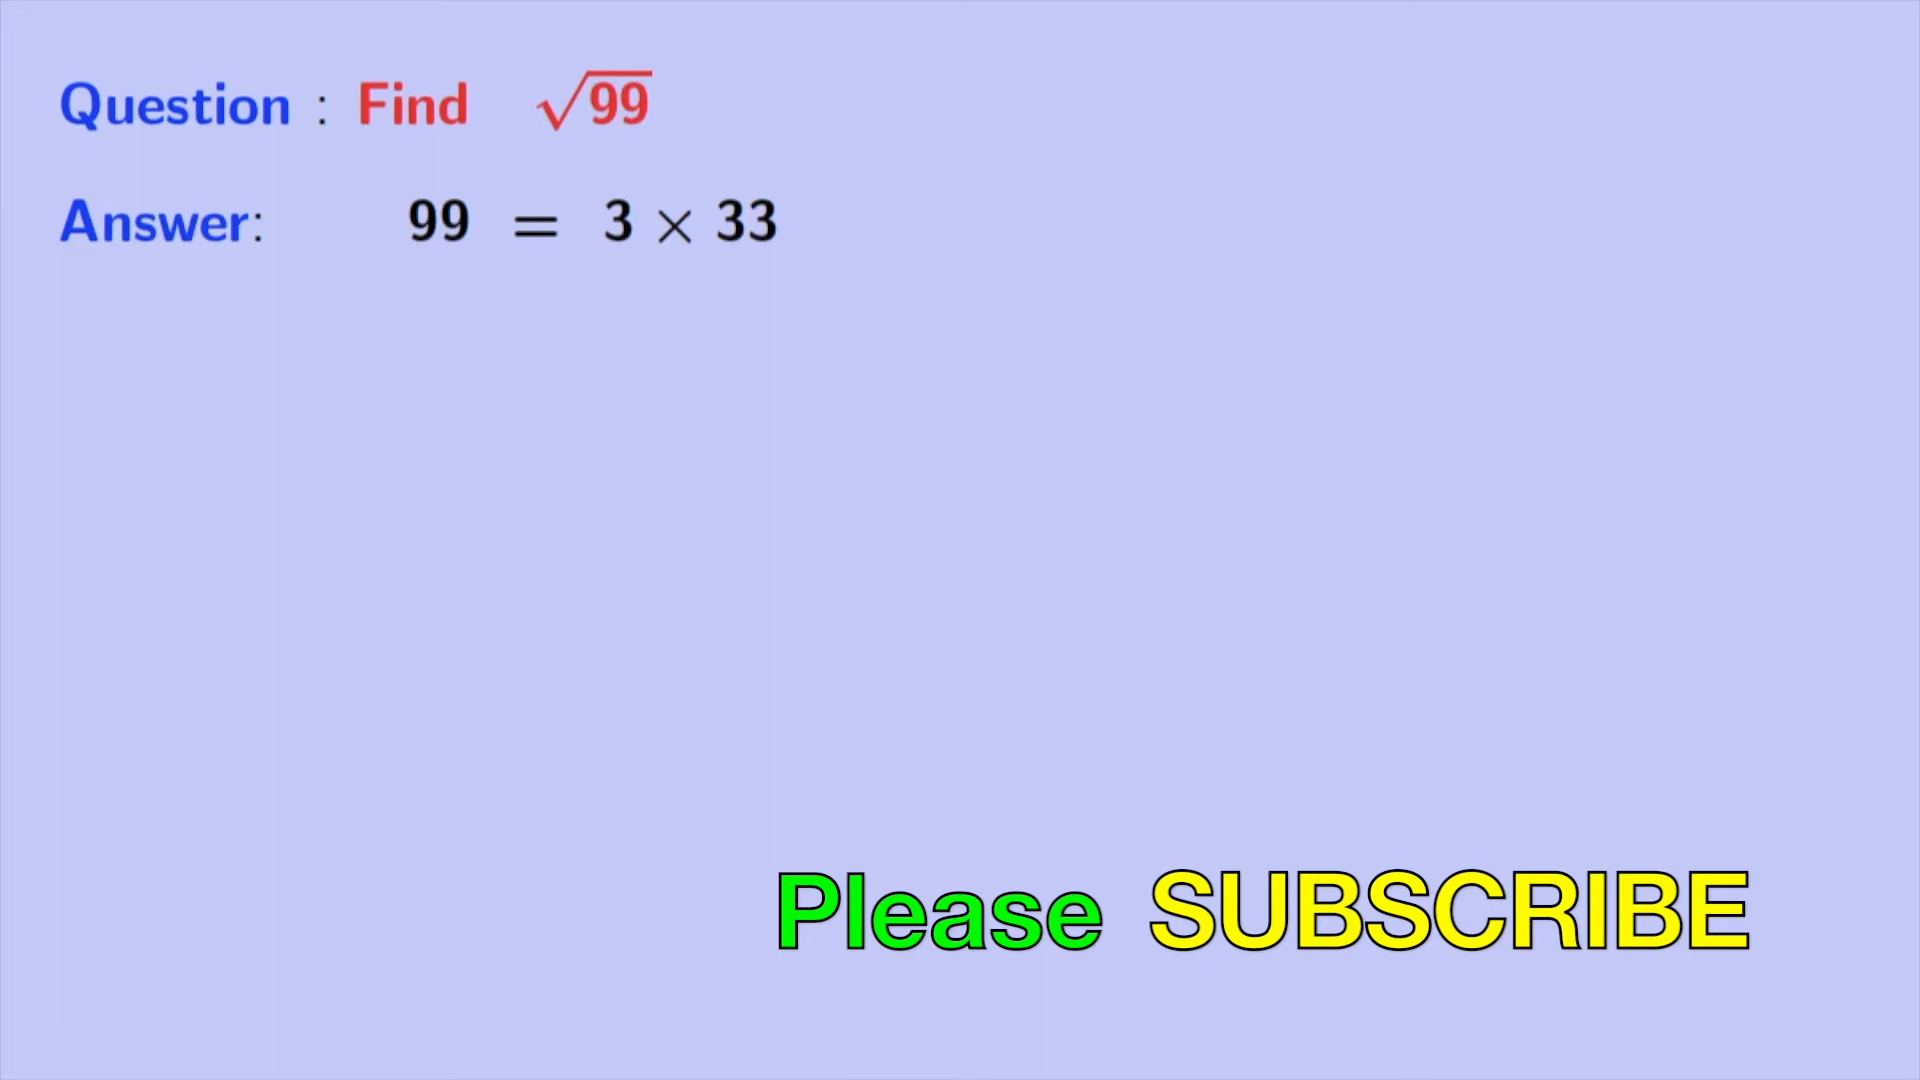 Question : Find √99
Answer: 99 = 3 × 33
Please SUBSCRIBE